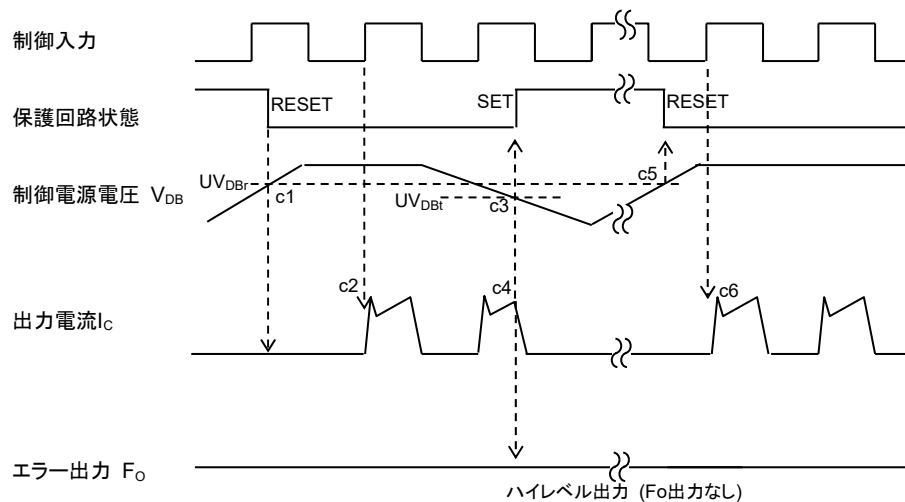 制御入力
保護回路状態
RESET
SET
RESET
制御電源電圧 VDB
UVDBr
c1
UVDBt
c3
c5
出力電流IC
c2
c4
c6
エラー出力 FO
ハイレベル出力 (Fo出力なし)